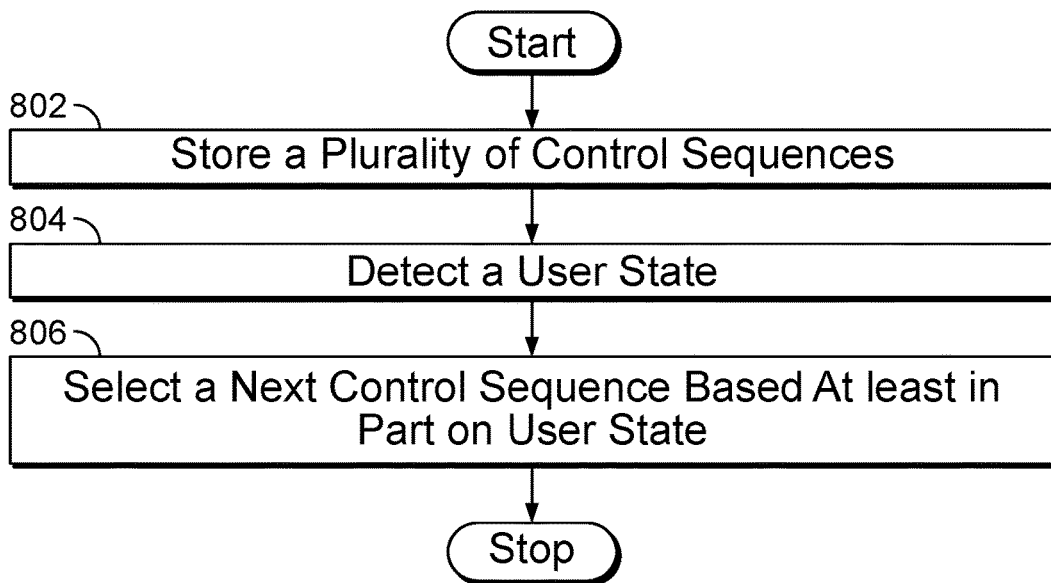 Start
802
Store a Plurality of Control Sequences
804
Detect a User State
806
Select a Next Control Sequence Based At least in
Part on User State
Stop